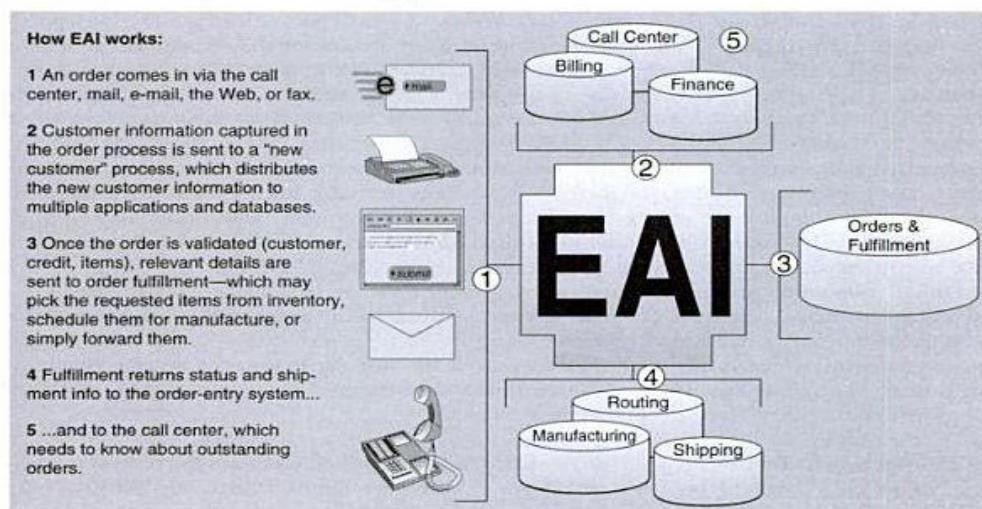 How EAI works:
1 An order comes in via the call
center, mail, e-mail, the Web, or fax.
2 Customer information captured in
the order process is sent to a "new
customer" process, which distributes
the new customer information to
multiple applications and databases.
3 Once the order is validated (customer,
credit, items), relevant details are
sent to order fulfillment—which may
pick the requested items from inventory,
schedule them for manufacture, or
simply forward them.
4 Fulfillment returns status and ship-
ment info to the order-entry system...
5 ...and to the call center, which
needs to know about outstanding
orders.
e mail
submit
1
Call Center
5
Billing
Finance
2
EAI
3
Orders &
Fulfillment
4
Routing
Manufacturing
Shipping